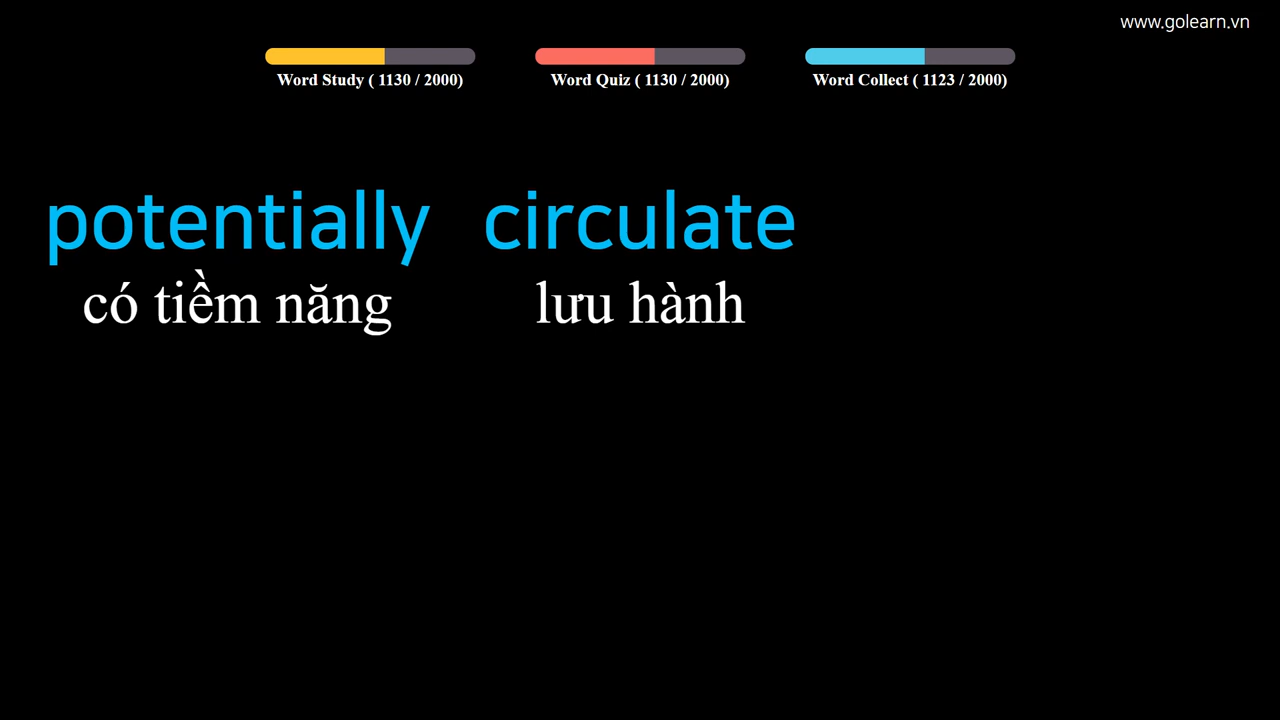 www.golearn.vn
Word Study ( 1130 / 2000) Word Quiz ( 1130 / 2000) Word Collect ( 1123 / 2000)
potentially circulate
có tiềm năng lưu hành